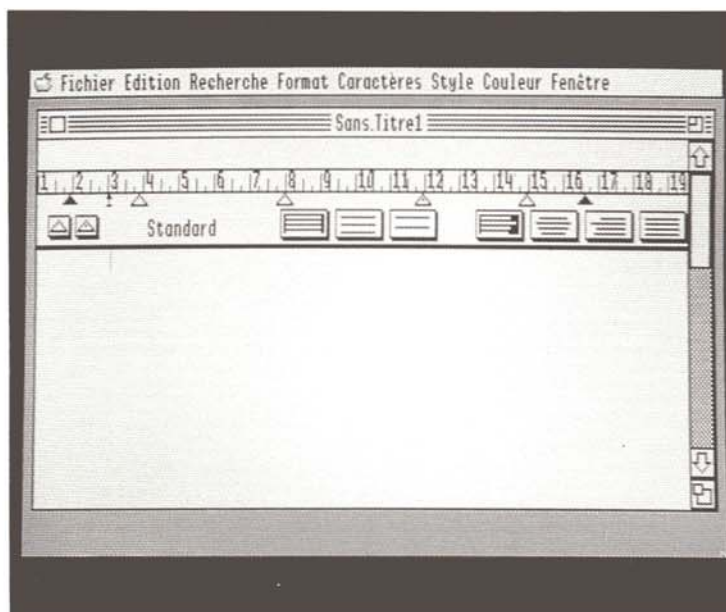 Fichier Edition Recherche Format Caractères Style Couleur Fenêtre
Sans.Titre1
1 2 3 4 5 6 7 8 9 10 11 12 13 14 15 16 17 18 19
Standard